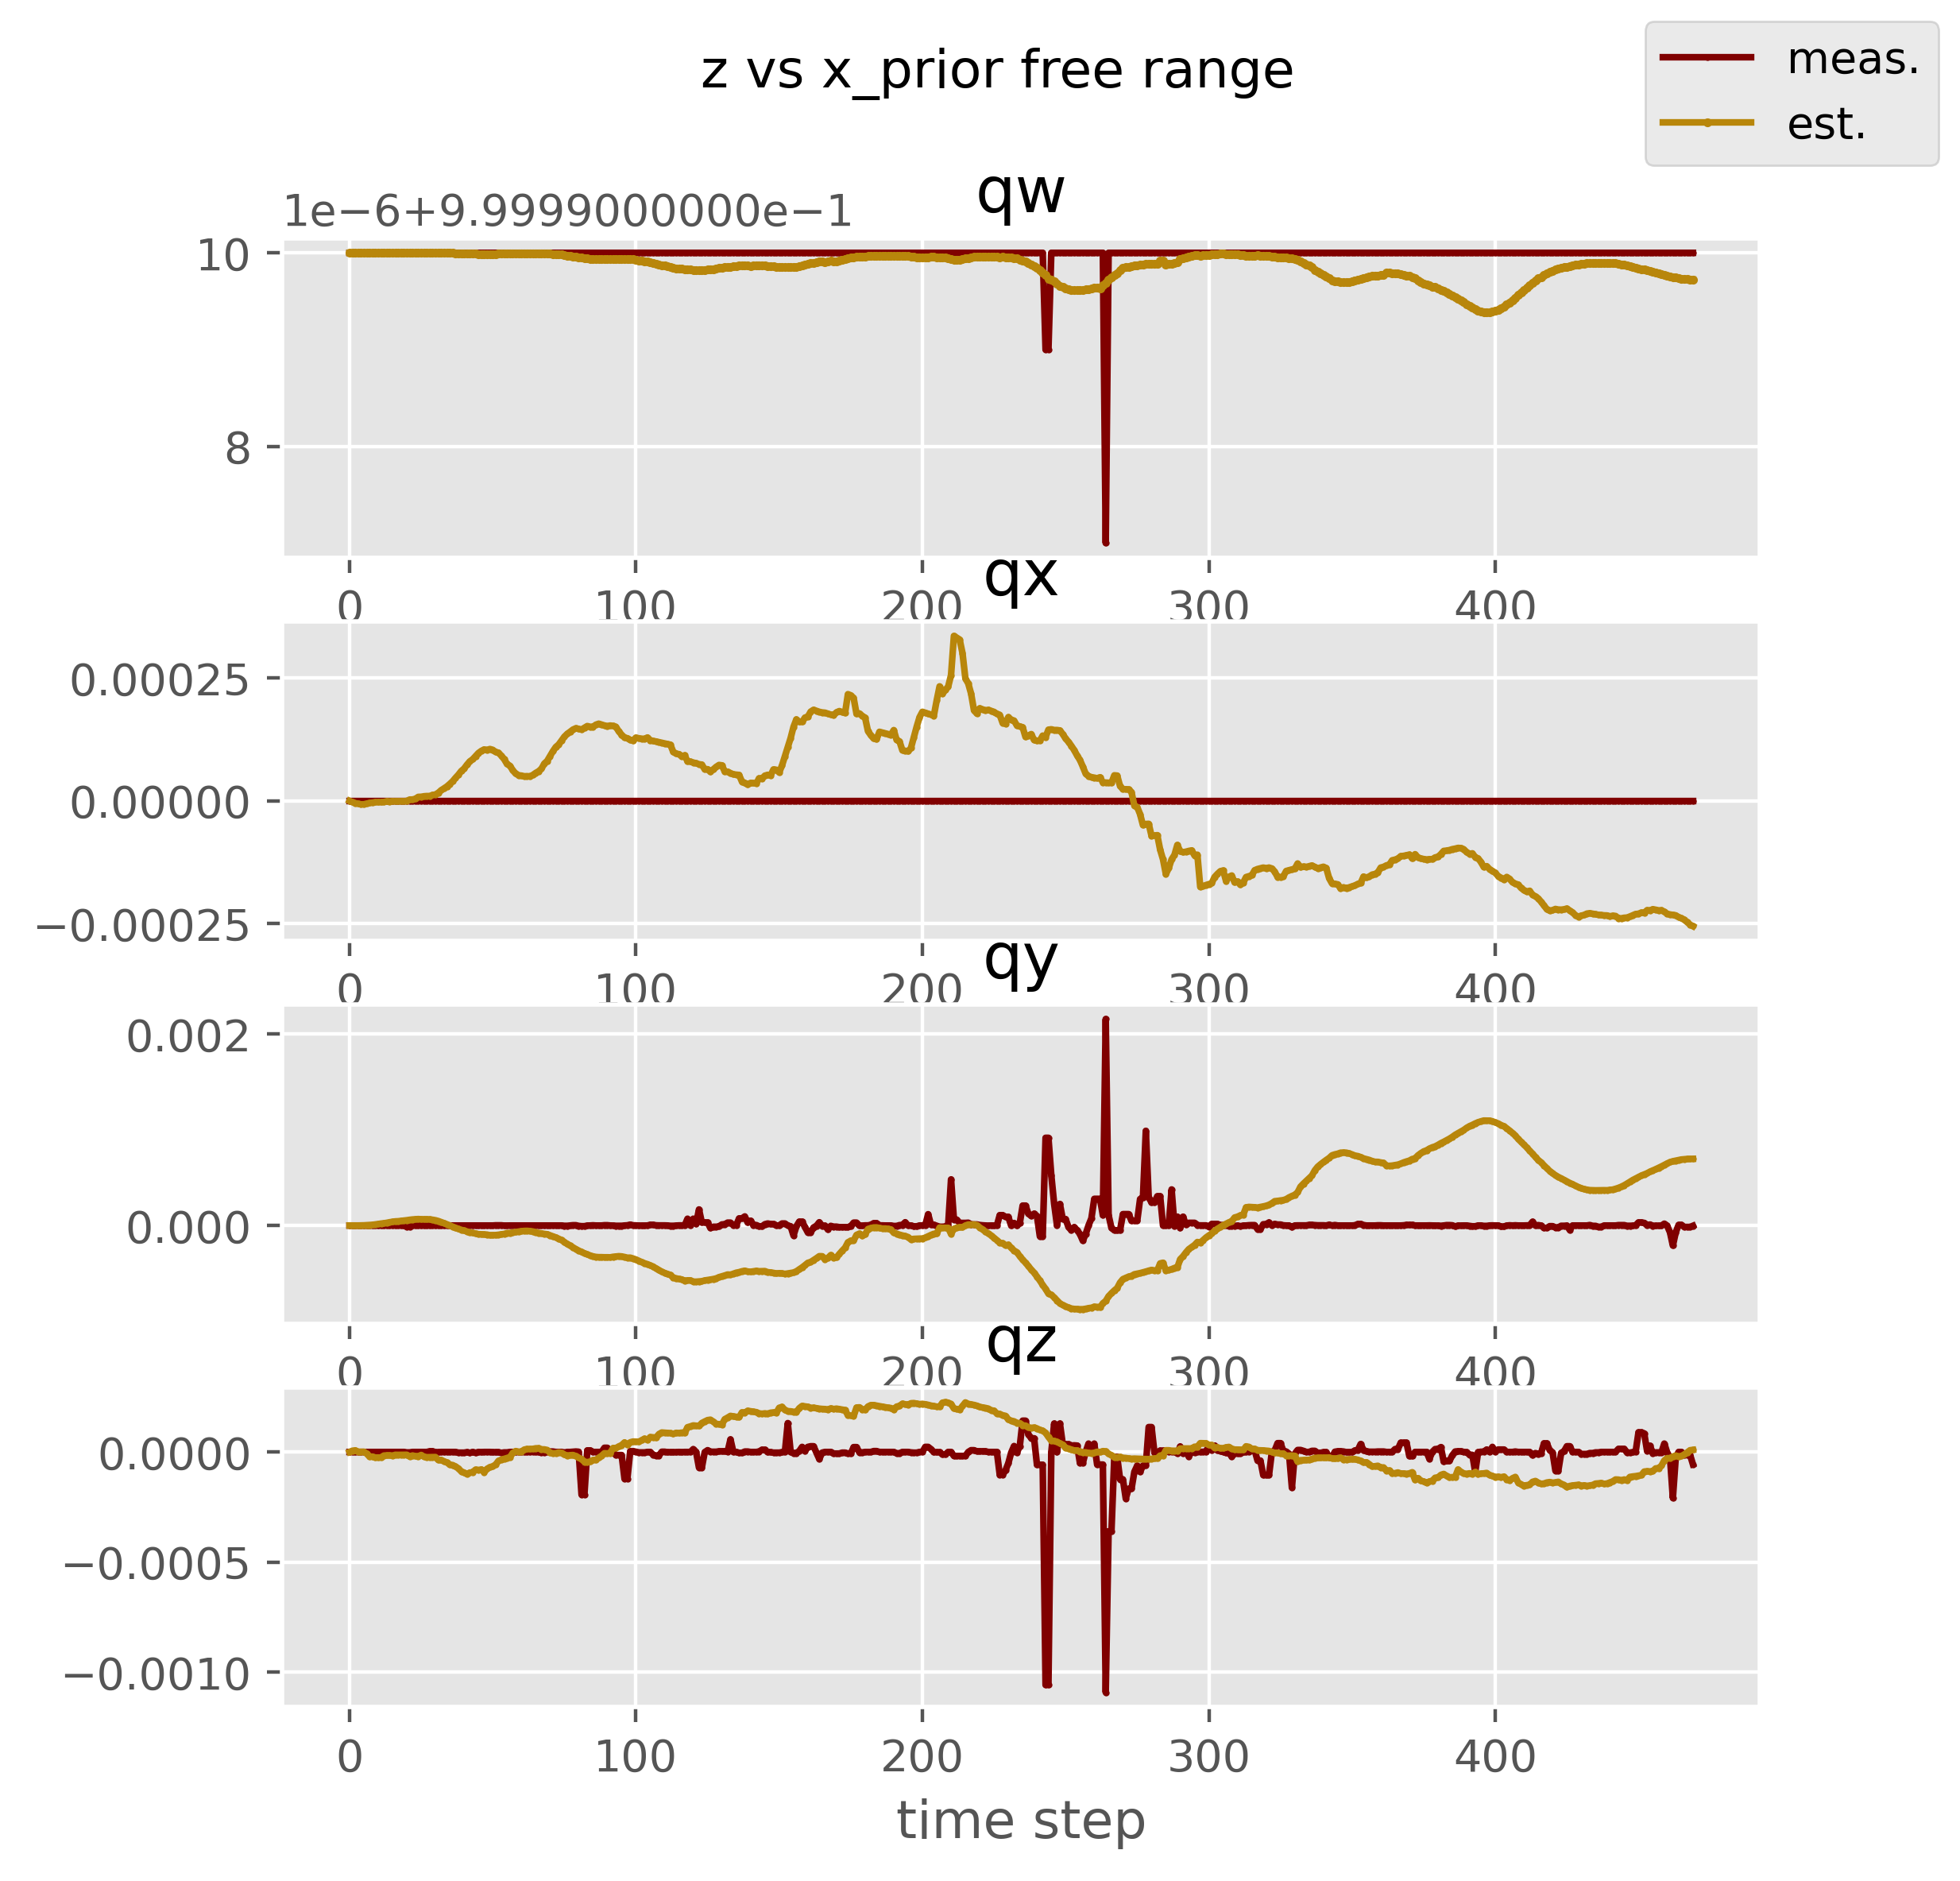 z vs x_prior free range
meas.
est.
qw
1e−6+9.9999000000e−1
10
8
0 100 200 300 400
qx
0.00025
0.00000
−0.00025
0 100 200 300 400
qy
0.002
0.000
0 100 200 300 400
qz
0.0000
−0.0005
−0.0010
0 100 200 300 400
time step